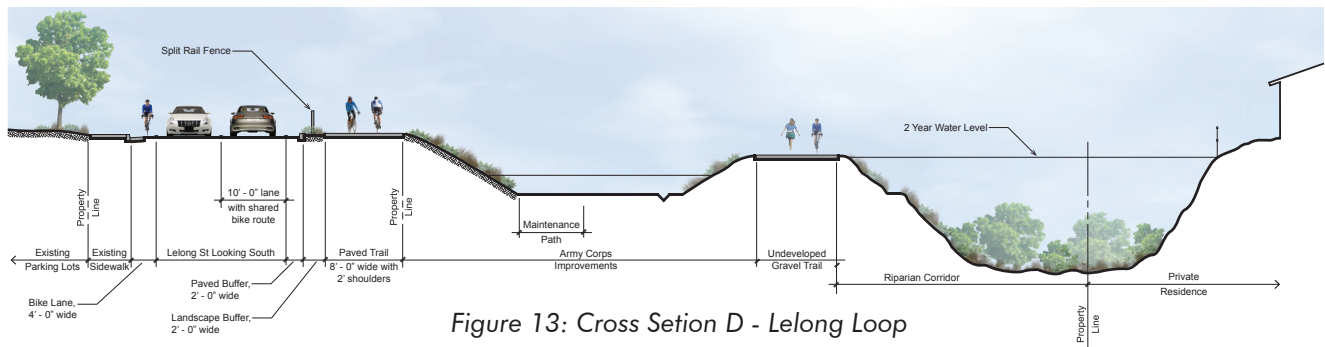 Split Rail Fence
2 Year Water Level
10' - 0" lane
with shared
bike route
Property
Line
Property
Line
Maintenance
Path
Existing
Parking Lots
Existing
Sidewalk
Lelong St Looking South
Paved Trail
8' - 0" wide with
2' shoulders
Army Corps
Improvements
Undeveloped
Gravel Trail
Riparian Corridor
Private
Residence
Bike Lane,
4' - 0" wide
Paved Buffer,
2' - 0" wide
Landscape Buffer,
2' - 0" wide
Property
Line
Figure 13: Cross Setion D - Lelong Loop